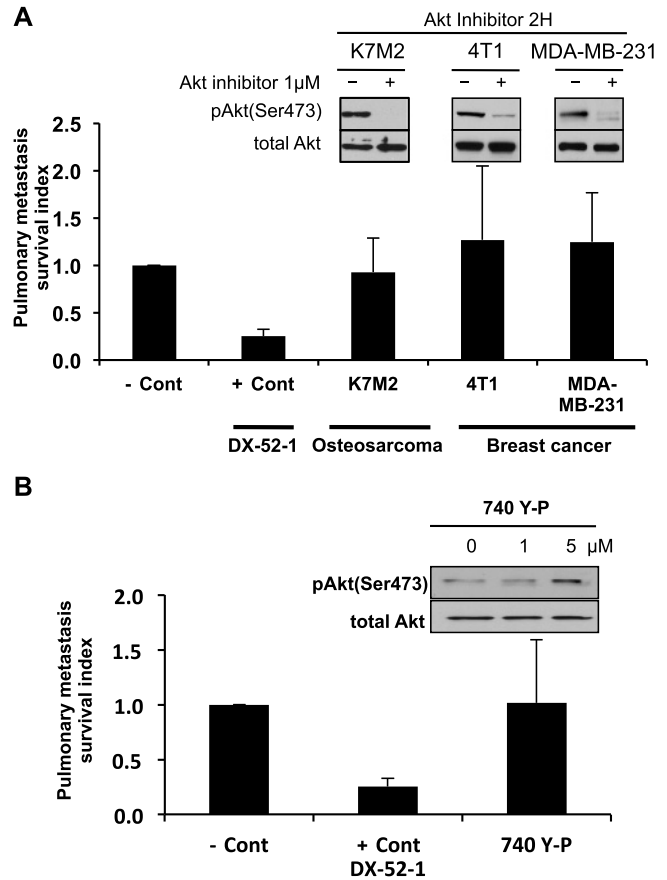 A
Akt Inhibitor 2H
K7M2 4T1 MDA-MB-231
Akt inhibitor 1μM − + − + − +
pAkt(Ser473)
total Akt
Pulmonary metastasis
survival index
2.5
2.0
1.5
1.0
0.5
0.0
- Cont + Cont K7M2 4T1 MDA-
MB-231
DX-52-1 Osteosarcoma Breast cancer
B
740 Y-P
0 1 5 μM
pAkt(Ser473)
total Akt
Pulmonary metastasis
survival index
2.0
1.5
1.0
0.5
0.0
- Cont + Cont 740 Y-P
DX-52-1